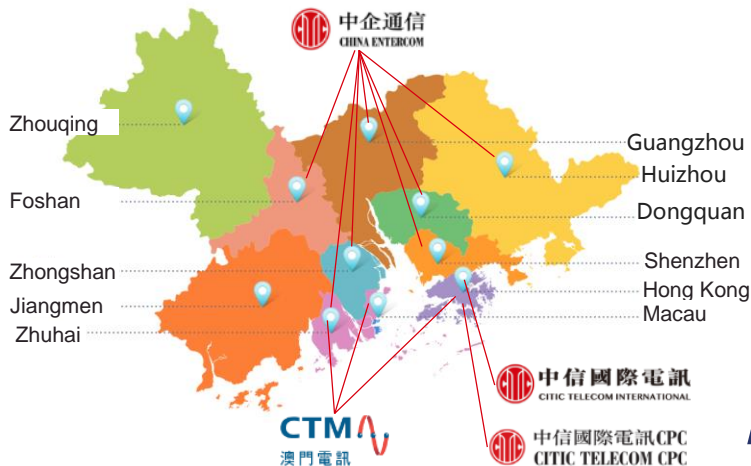 中企通信
CHINA ENTERCOM
Zhouqing
Guangzhou
Huizhou
Foshan
Dongquan
Zhongshan
Shenzhen
Jiangmen
Hong Kong
Zhuhai
Macau
中信國際電訊
CITIC TELECOM INTERNATIONAL
CTM
澳門電訊
中信國際電訊CPC
CITIC TELECOM CPC